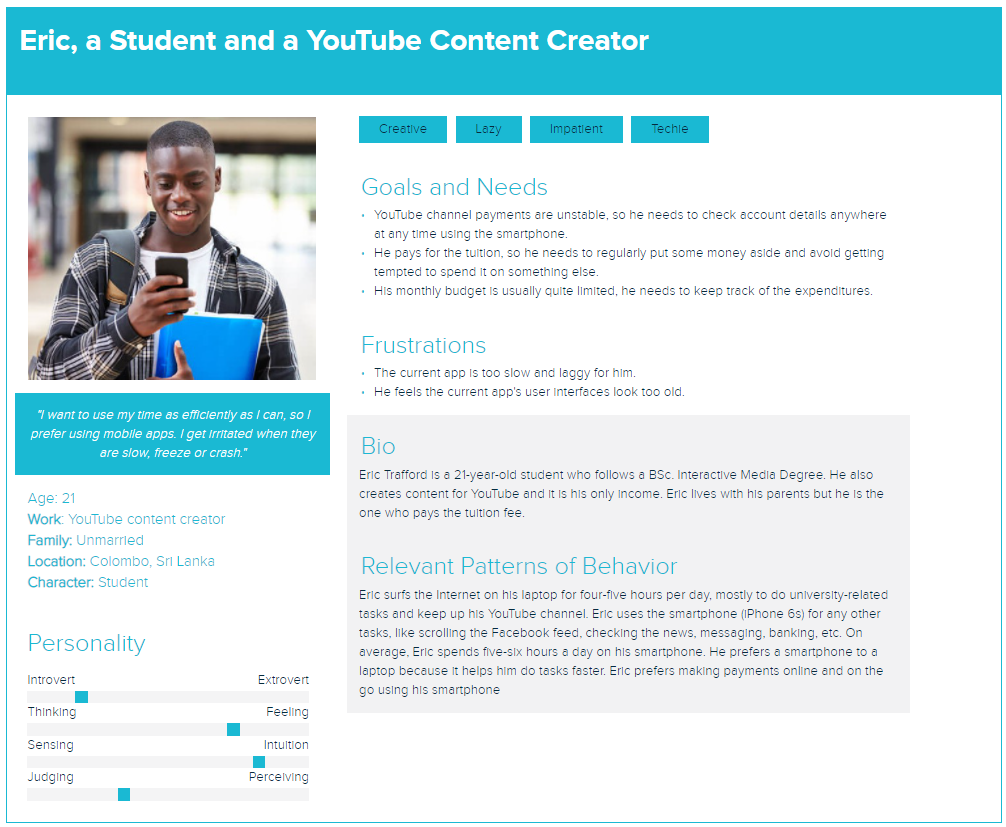 Eric, a Student and a YouTube Content Creator
Creative Lazy Impatient Techie
Goals and Needs
• YouTube channel payments are unstable, so he needs to check account details anywhere
at any time using the smartphone.
• He pays for the tuition, so he needs to regularly put some money aside and avoid getting
tempted to spend it on something else.
• His monthly budget is usually quite limited, he needs to keep track of the expenditures.
Frustrations
• The current app is too slow and laggy for him.
• He feels the current app's user interfaces look too old.
"I want to use my time as efficiently as I can, so I
prefer using mobile apps. I get irritated when they
are slow, freeze or crash."
Age: 21
Work: YouTube content creator
Family: Unmarried
Location: Colombo, Sri Lanka
Character: Student
Personality
Introvert Extrovert
Thinking Feeling
Sensing Intuition
Judging Perceiving
Bio
Eric Trafford is a 21-year-old student who follows a BSc. Interactive Media Degree. He also
creates content for YouTube and it is his only income. Eric lives with his parents but he is the
one who pays the tuition fee.
Relevant Patterns of Behavior
Eric surfs the Internet on his laptop for four-five hours per day, mostly to do university-related
tasks and keep up his YouTube channel. Eric uses the smartphone (iPhone 6s) for any other
tasks, like scrolling the Facebook feed, checking the news, messaging, banking, etc. On
average, Eric spends five-six hours a day on his smartphone. He prefers a smartphone to a
laptop because it helps him do tasks faster. Eric prefers making payments online and on the
go using his smartphone